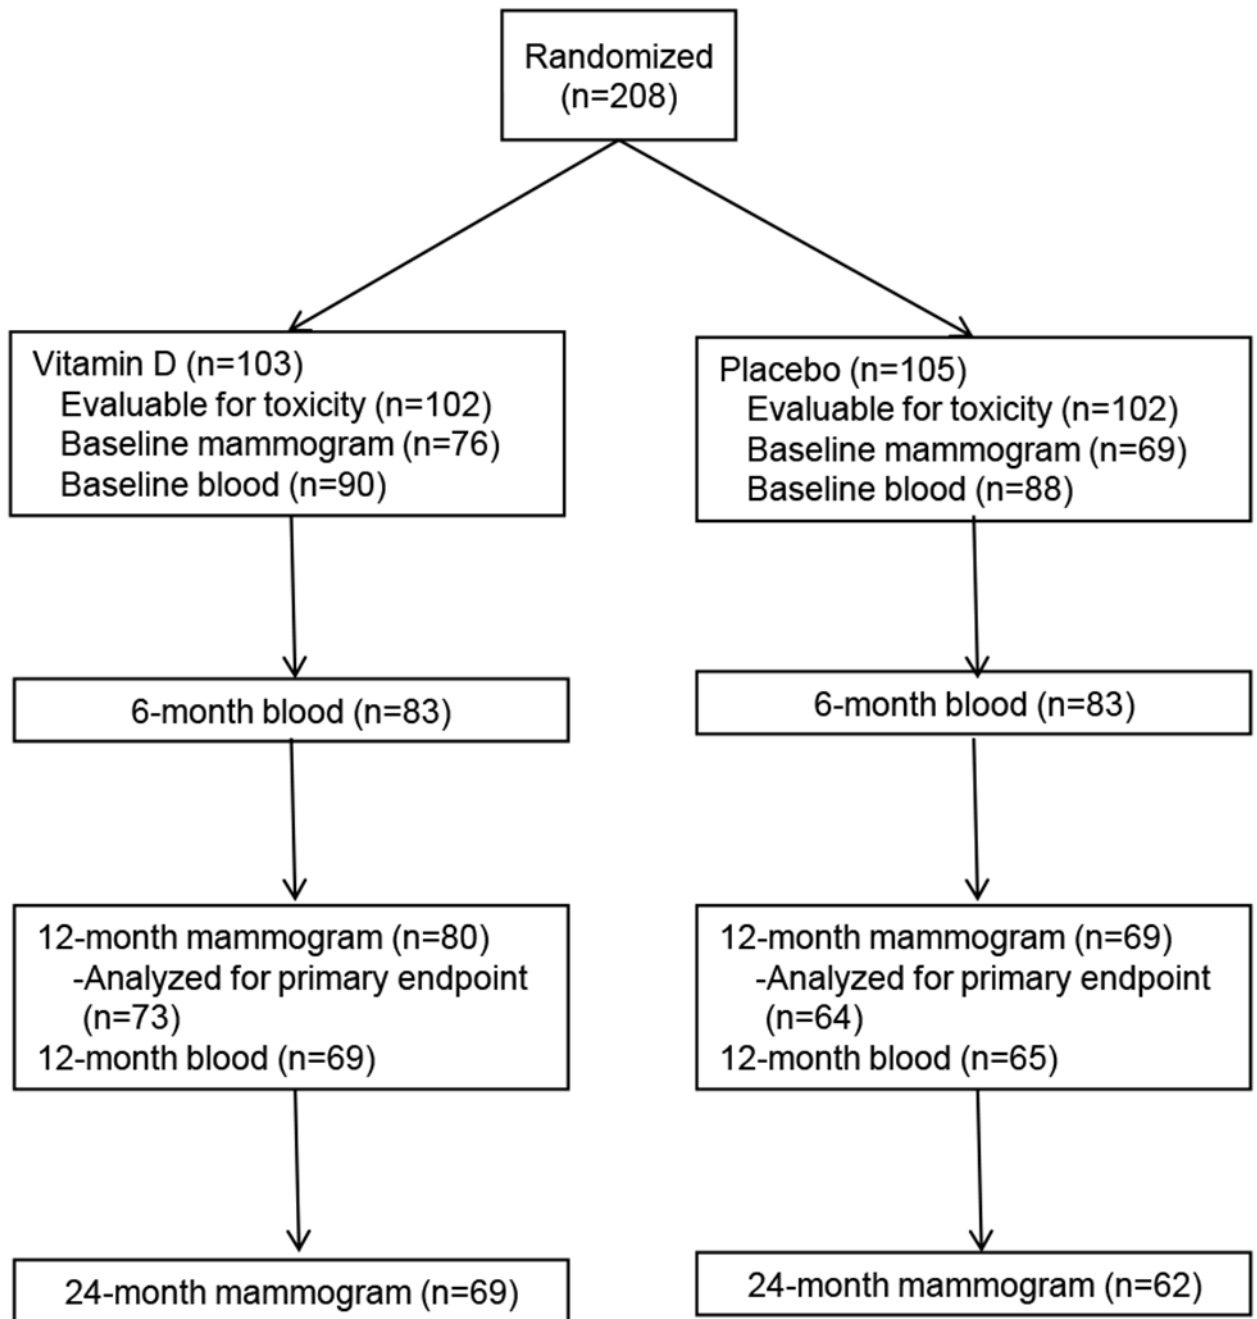 Randomized
(n=208)
Vitamin D (n=103)
Evaluable for toxicity (n=102)
Baseline mammogram (n=76)
Baseline blood (n=90)
Placebo (n=105)
Evaluable for toxicity (n=102)
Baseline mammogram (n=69)
Baseline blood (n=88)
6-month blood (n=83)
6-month blood (n=83)
12-month mammogram (n=80)
-Analyzed for primary endpoint
(n=73)
12-month blood (n=69)
12-month mammogram (n=69)
-Analyzed for primary endpoint
(n=64)
12-month blood (n=65)
24-month mammogram (n=69)
24-month mammogram (n=62)